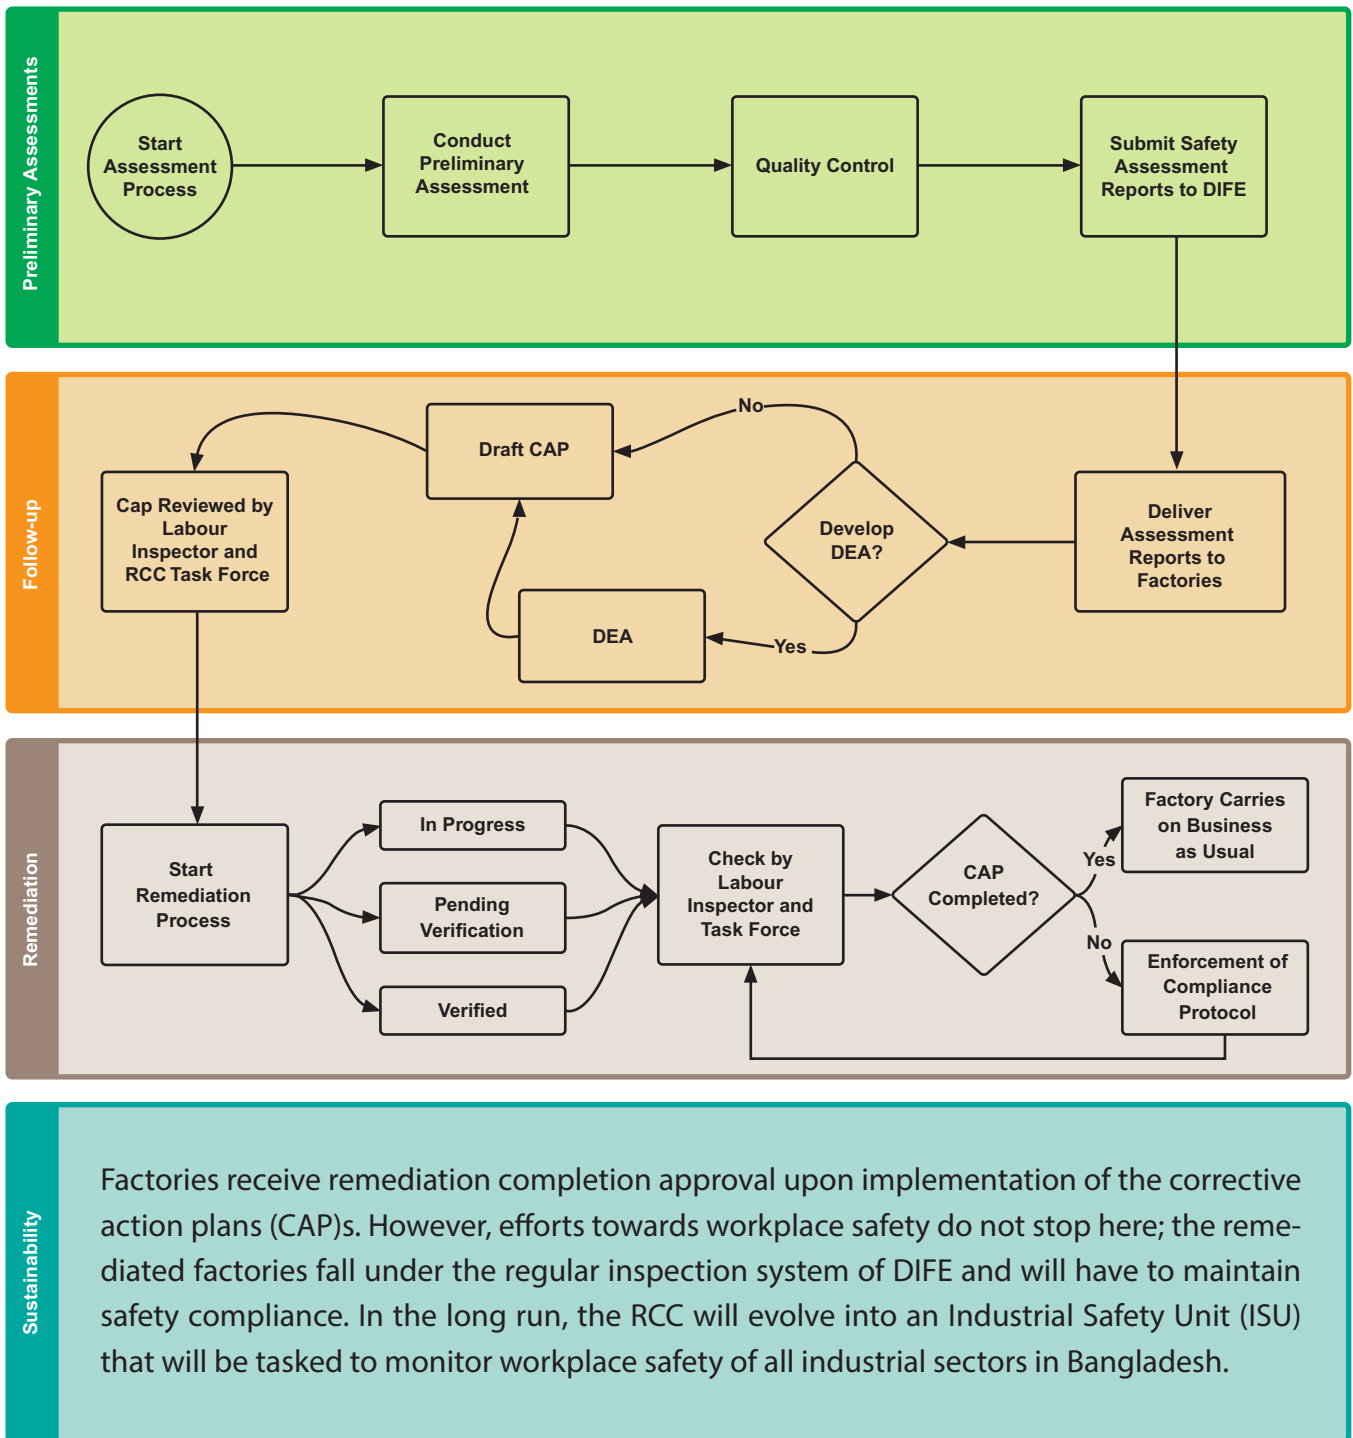 Preliminary Assessments
Start
Assessment
Process
Conduct
Preliminary
Assessment
Quality Control
Submit Safety
Assessment
Reports to DIFE
Follow-up
Cap Reviewed by
Labour
Inspector and
RCC Task Force
Draft CAP
No
Develop
DEA?
Deliver
Assessment
Reports to
Factories
DEA
Yes
Remediation
Start
Remediation
Process
In Progress
Pending
Verification
Verified
Check by
Labour
Inspector and
Task Force
CAP
Completed?
Yes
No
Factory Carries
on Business
as Usual
Enforcement of
Compliance
Protocol
Sustainability
Factories receive remediation completion approval upon implementation of the corrective
action plans (CAP)s. However, efforts towards workplace safety do not stop here; the reme-
diated factories fall under the regular inspection system of DIFE and will have to maintain
safety compliance. In the long run, the RCC will evolve into an Industrial Safety Unit (ISU)
that will be tasked to monitor workplace safety of all industrial sectors in Bangladesh.